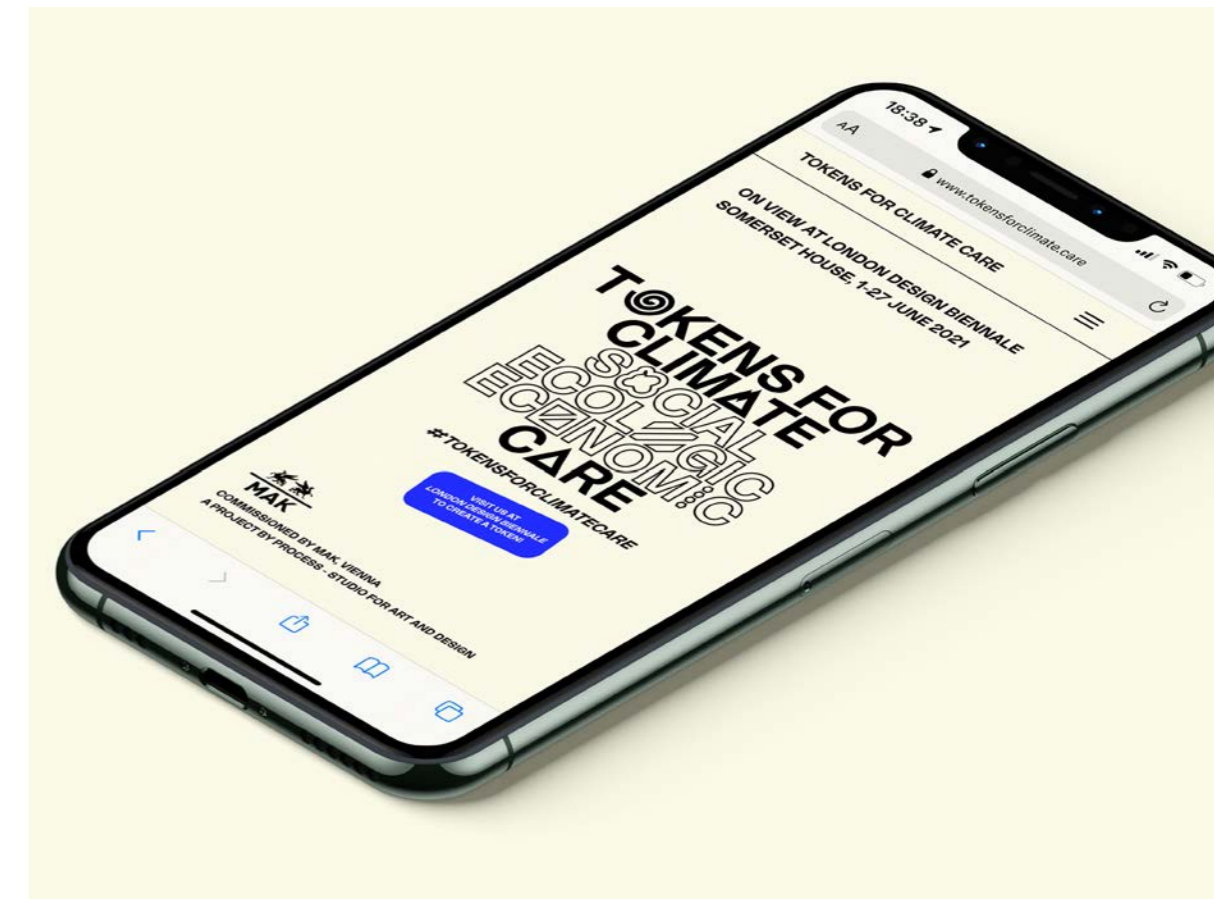 18:38
AA www.tokensforclimate.care
TOKENS FOR CLIMATE CARE
ON VIEW AT LONDON DESIGN BIENNALE
SOMERSET HOUSE, 1-27 JUNE 2021
TOKENS FOR
CLIMATE
SOCIAL
ECOLOGIC
ECONOMIC
CARE
#TOKENSFORCLIMATECARE
VISIT US AT
LONDON DESIGN BIENNALE
TO CREATE A TOKEN!
MAK
COMMISSIONED BY MAK, VIENNA
A PROJECT BY PROCESS - STUDIO FOR ART AND DESIGN